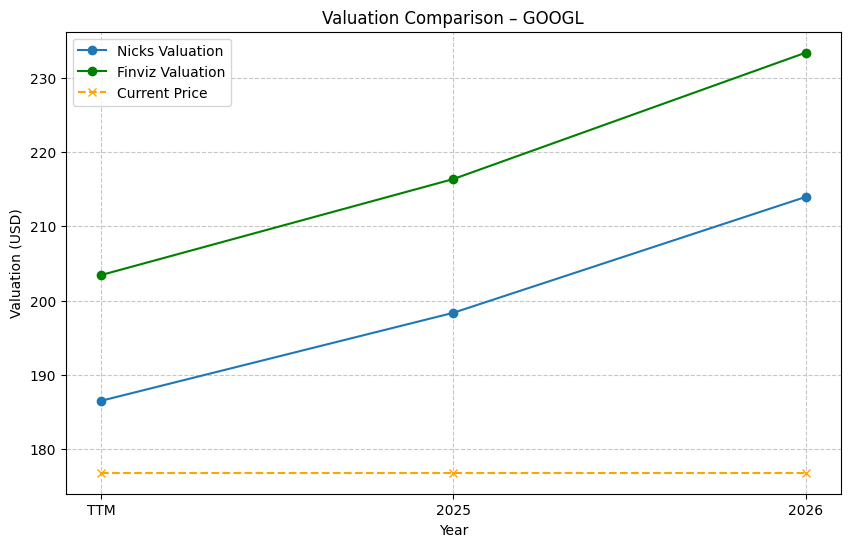 Valuation Comparison – GOOGL
Nicks Valuation
Finviz Valuation
Current Price
Valuation (USD)
230
220
210
200
190
180
TTM
2025
2026
Year